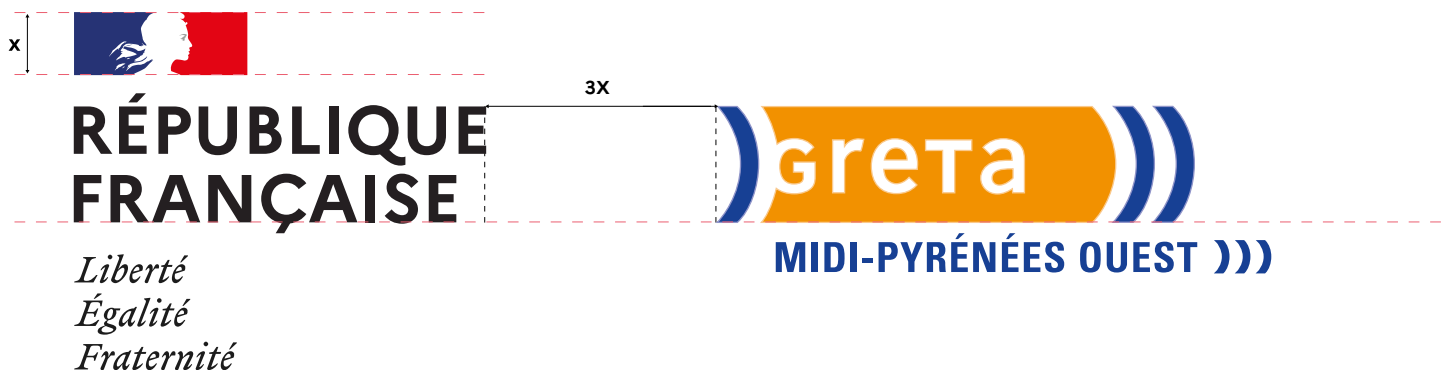 X
3X
RÉPUBLIQUE
FRANÇAISE
Liberté
Égalité
Fraternité
GreTa
MIDI-PYRÉNÉES OUEST )))